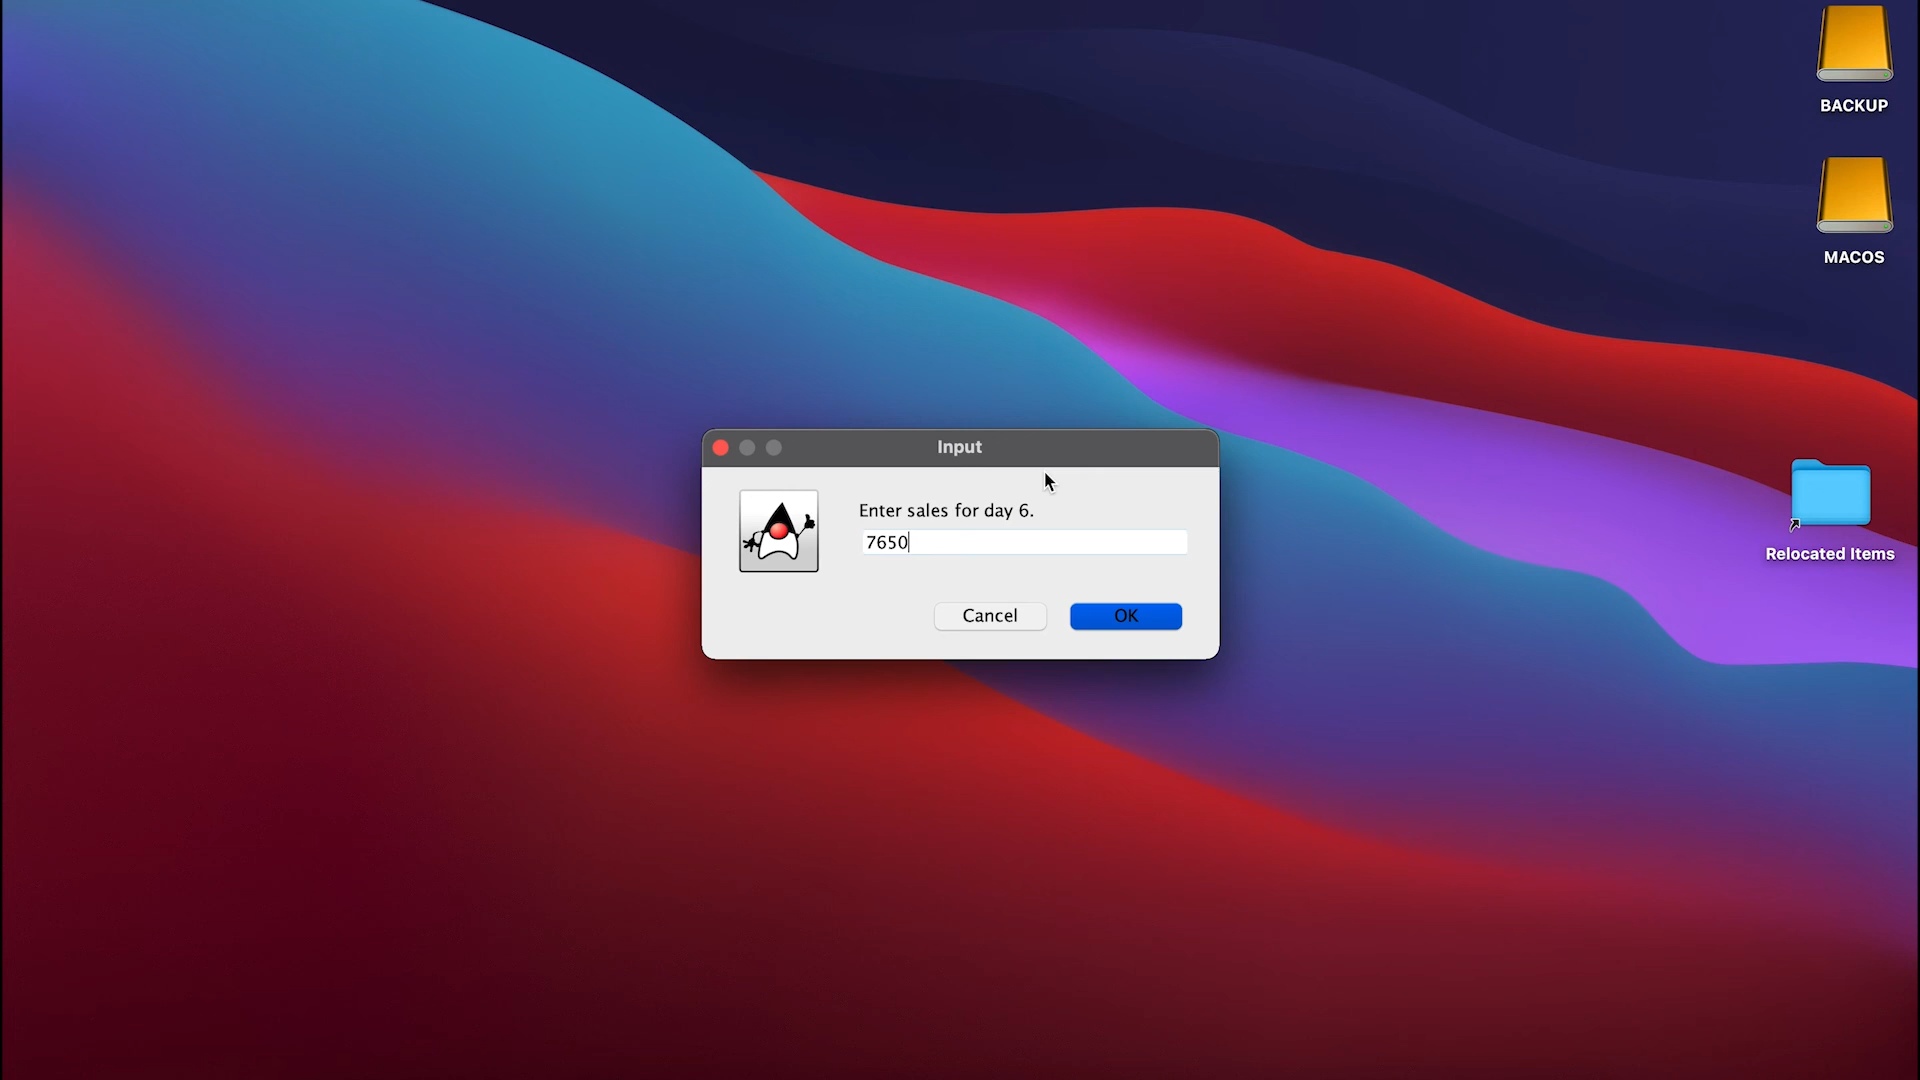 BACKUP
MACOS
Input
Enter sales for day 6.
7650
Cancel
OK
Relocated Items